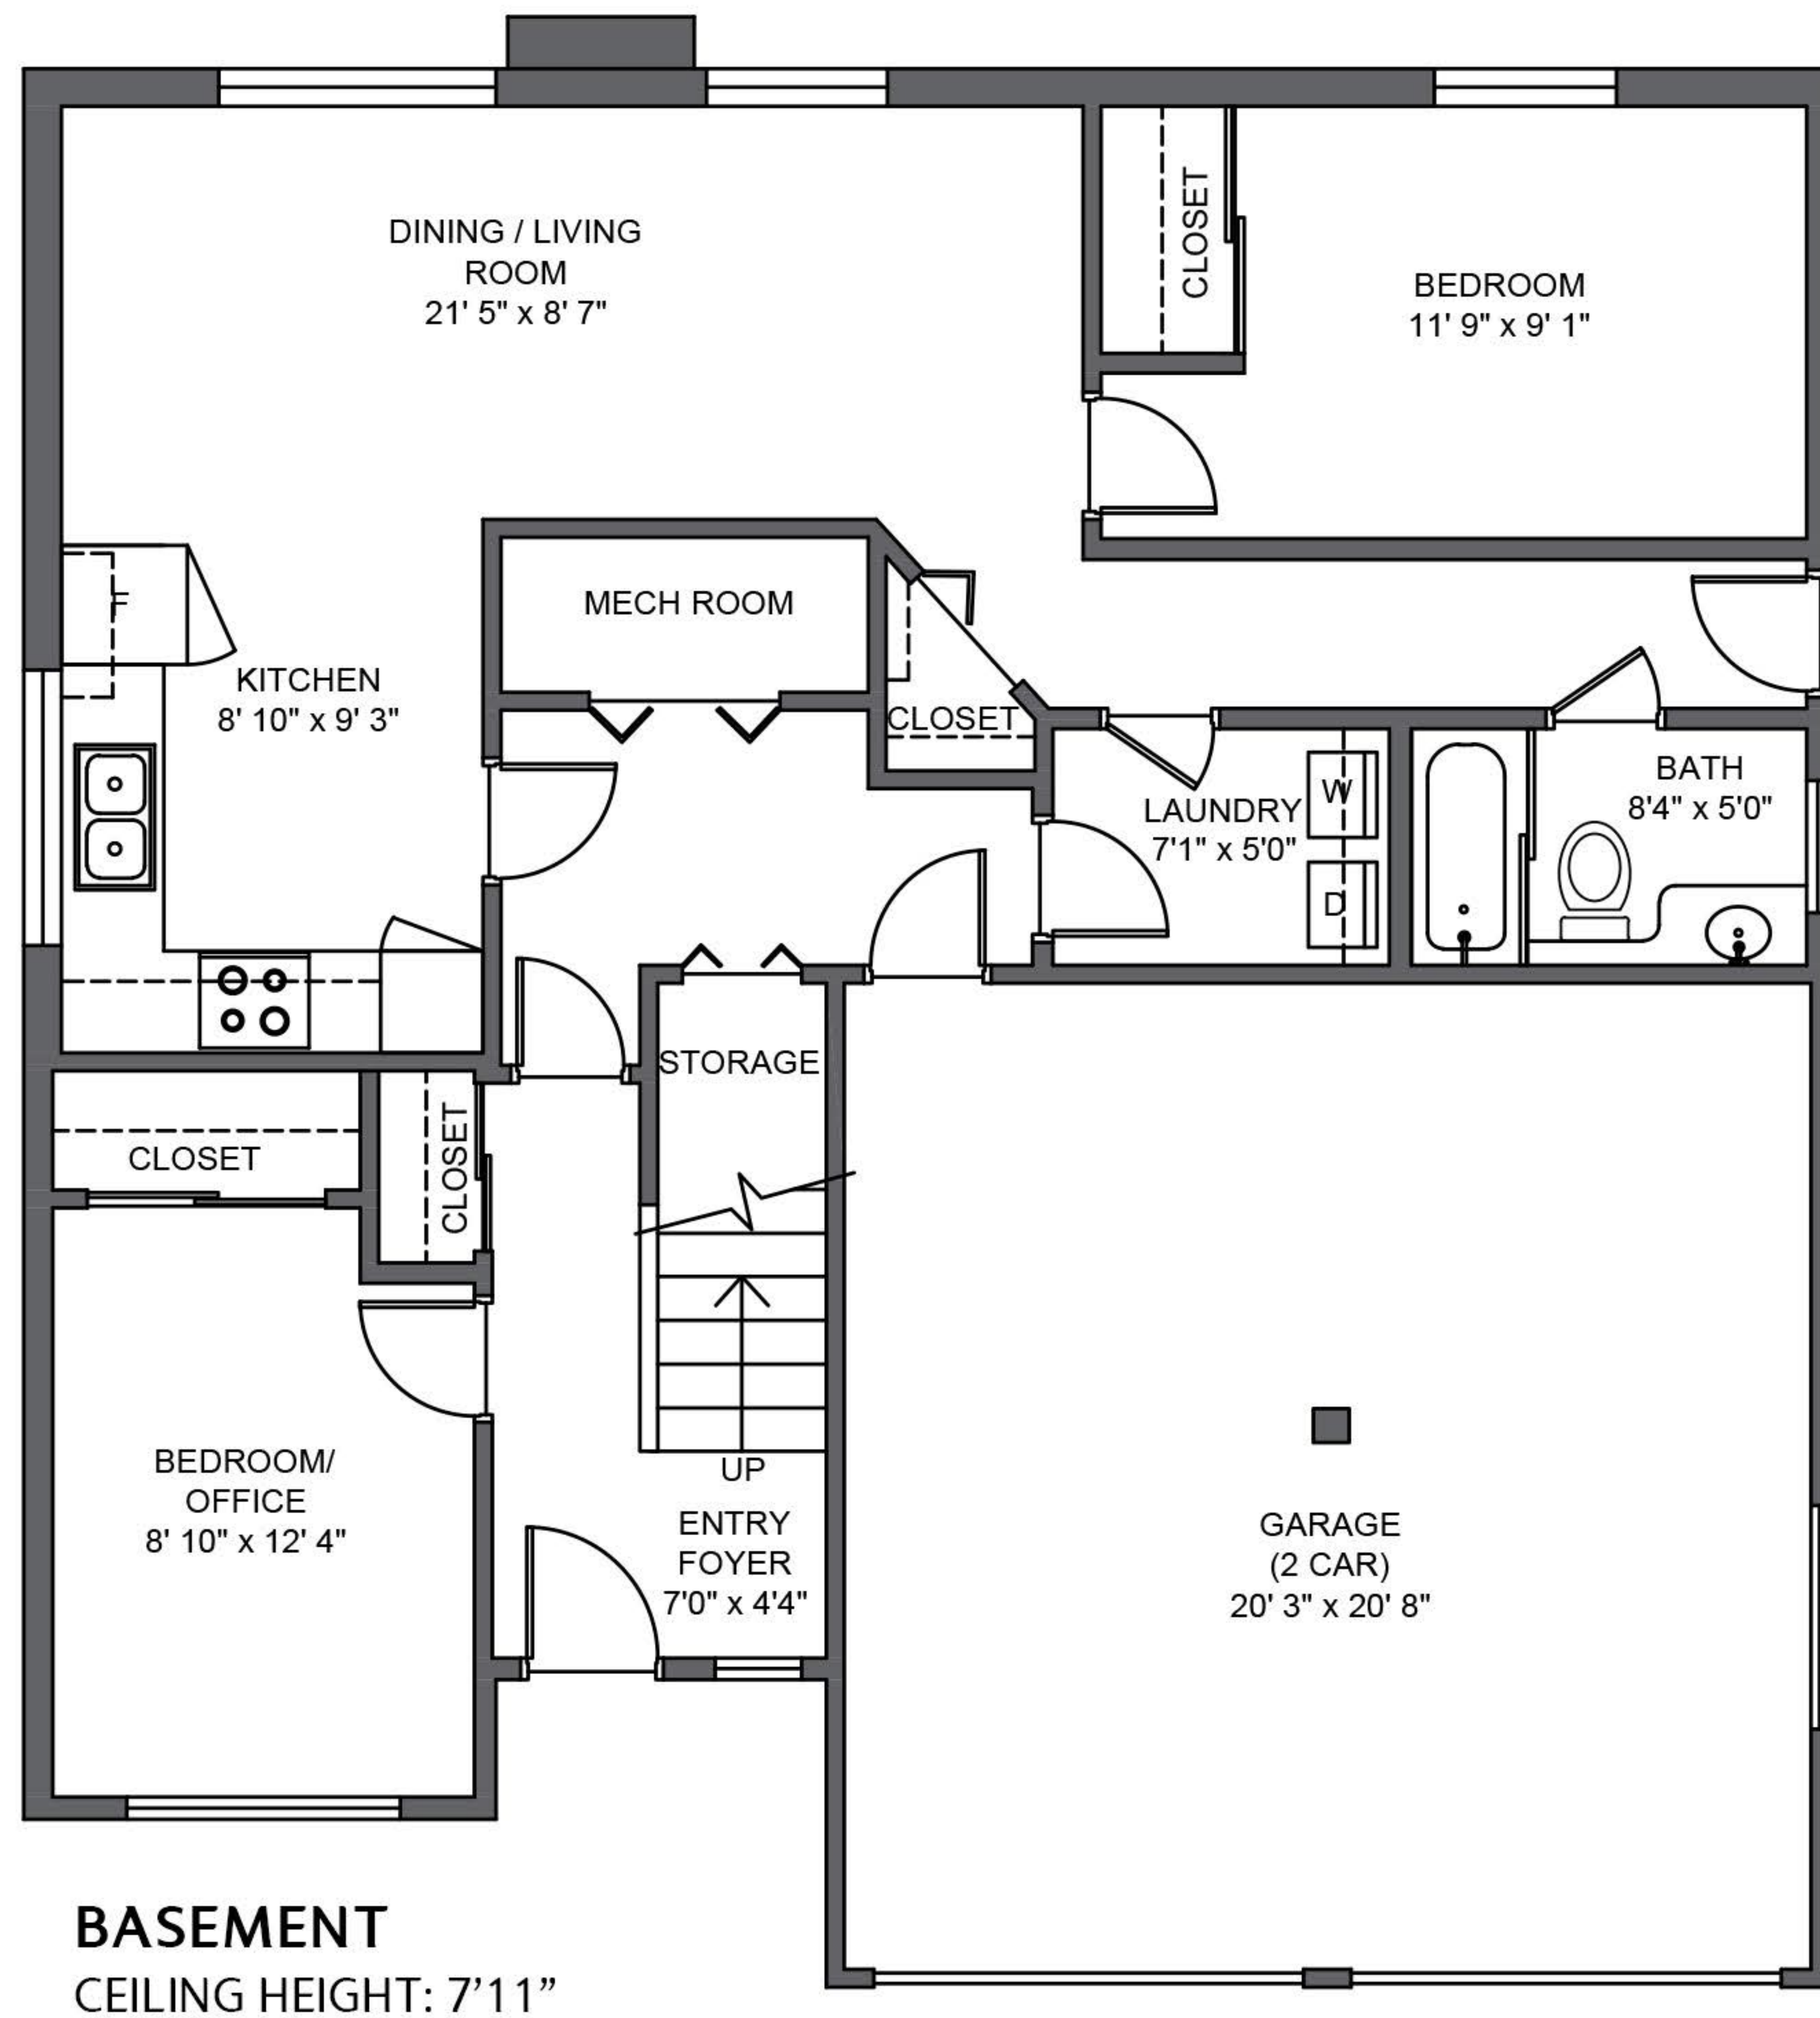 DINING / LIVING
ROOM
21' 5" x 8' 7"
CLOSET
BEDROOM
11' 9" x 9' 1"
F
MECH ROOM
KITCHEN
8' 10" x 9' 3"
CLOSET
LAUNDRY
7'1" x 5'0"
W
D
BATH
8'4" x 5'0"
STORAGE
CLOSET
CLOSET
BEDROOM/
OFFICE
8' 10" x 12' 4"
UP
ENTRY
FOYER
7'0" x 4'4"
GARAGE
(2 CAR)
20' 3" x 20' 8"
BASEMENT
CEILING HEIGHT: 7’11”